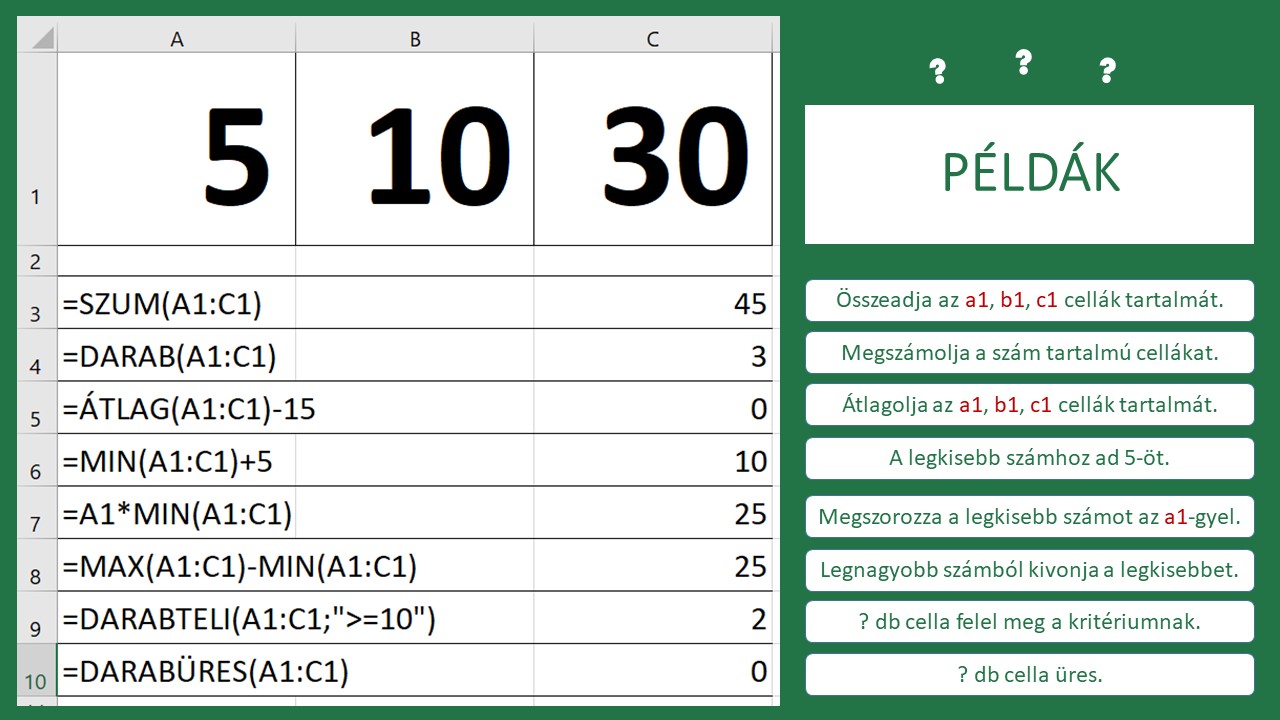 A B C
1 5 10 30
2
3 =SZUM(A1:C1) 45
4 =DARAB(A1:C1) 3
5 =ÁTLAG(A1:C1)-15 0
6 =MIN(A1:C1)+5 10
7 =A1*MIN(A1:C1) 25
8 =MAX(A1:C1)-MIN(A1:C1) 25
9 =DARABTELI(A1:C1;">=10") 2
10 =DARABÜRES(A1:C1) 0
? ? ?
PÉLDÁK
Összeadja az a1, b1, c1 cellák tartalmát.
Megszámolja a szám tartalmú cellákat.
Átlagolja az a1, b1, c1 cellák tartalmát.
A legkisebb számhoz ad 5-öt.
Megszorozza a legkisebb számot az a1-gyel.
Legnagyobb számból kivonja a legkisebbet.
? db cella felel meg a kritériumnak.
? db cella üres.